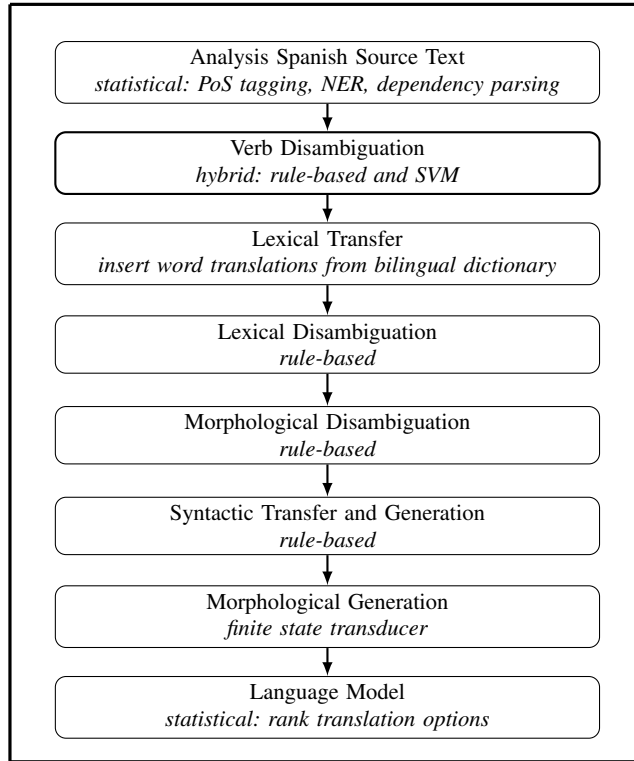 Analysis Spanish Source Text
statistical: PoS tagging, NER, dependency parsing
Verb Disambiguation
hybrid: rule-based and SVM
Lexical Transfer
insert word translations from bilingual dictionary
Lexical Disambiguation
rule-based
Morphological Disambiguation
rule-based
Syntactic Transfer and Generation
rule-based
Morphological Generation
finite state transducer
Language Model
statistical: rank translation options